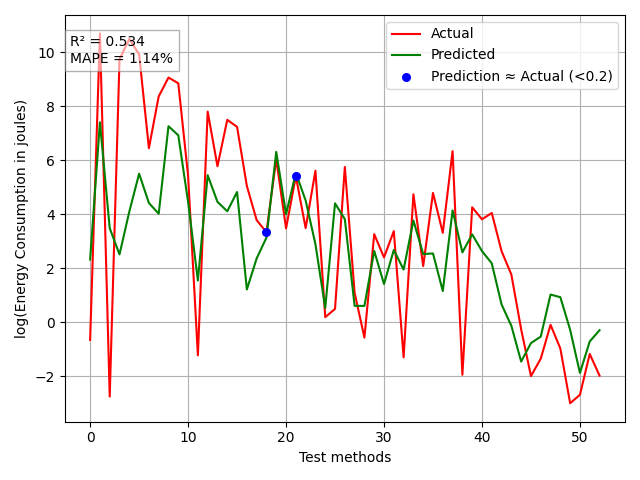 R² = 0.534
MAPE = 1.14%
Actual
Predicted
Prediction ≈ Actual (<0.2)
log(Energy Consumption in joules)
10
8
6
4
2
0
−2
0
10
20
30
40
50
Test methods